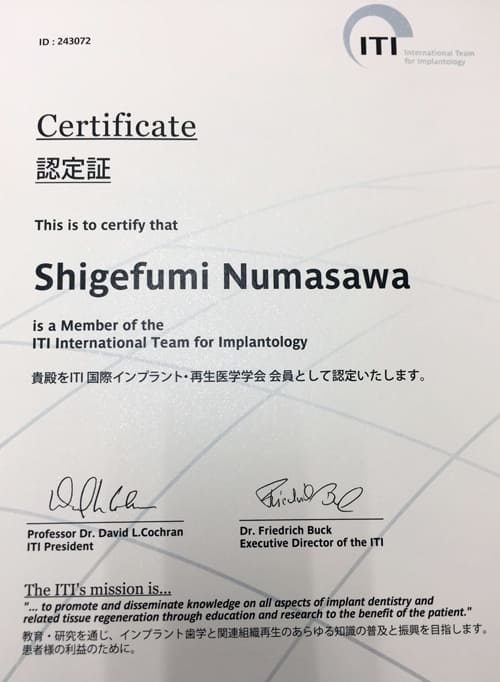 ID : 243072
ITI International Team
for Implantology
Certificate
認定証
This is to certify that
Shigefumi Numasawa
is a Member of the
ITI International Team for Implantology
貴殿をITI 国際インプラント・再生医学学会 会員として認定いたします。
Professor Dr. David L.Cochran
ITI President
Dr. Friedrich Buck
Executive Director of the ITI
The ITI's mission is...
"... to promote and disseminate knowledge on all aspects of implant dentistry and
related tissue regeneration through education and research to the benefit of the patient."
教育・研究を通じ、インプラント歯学と関連組織再生のあらゆる知識の普及と振興を目指します。
患者様の利益のために。